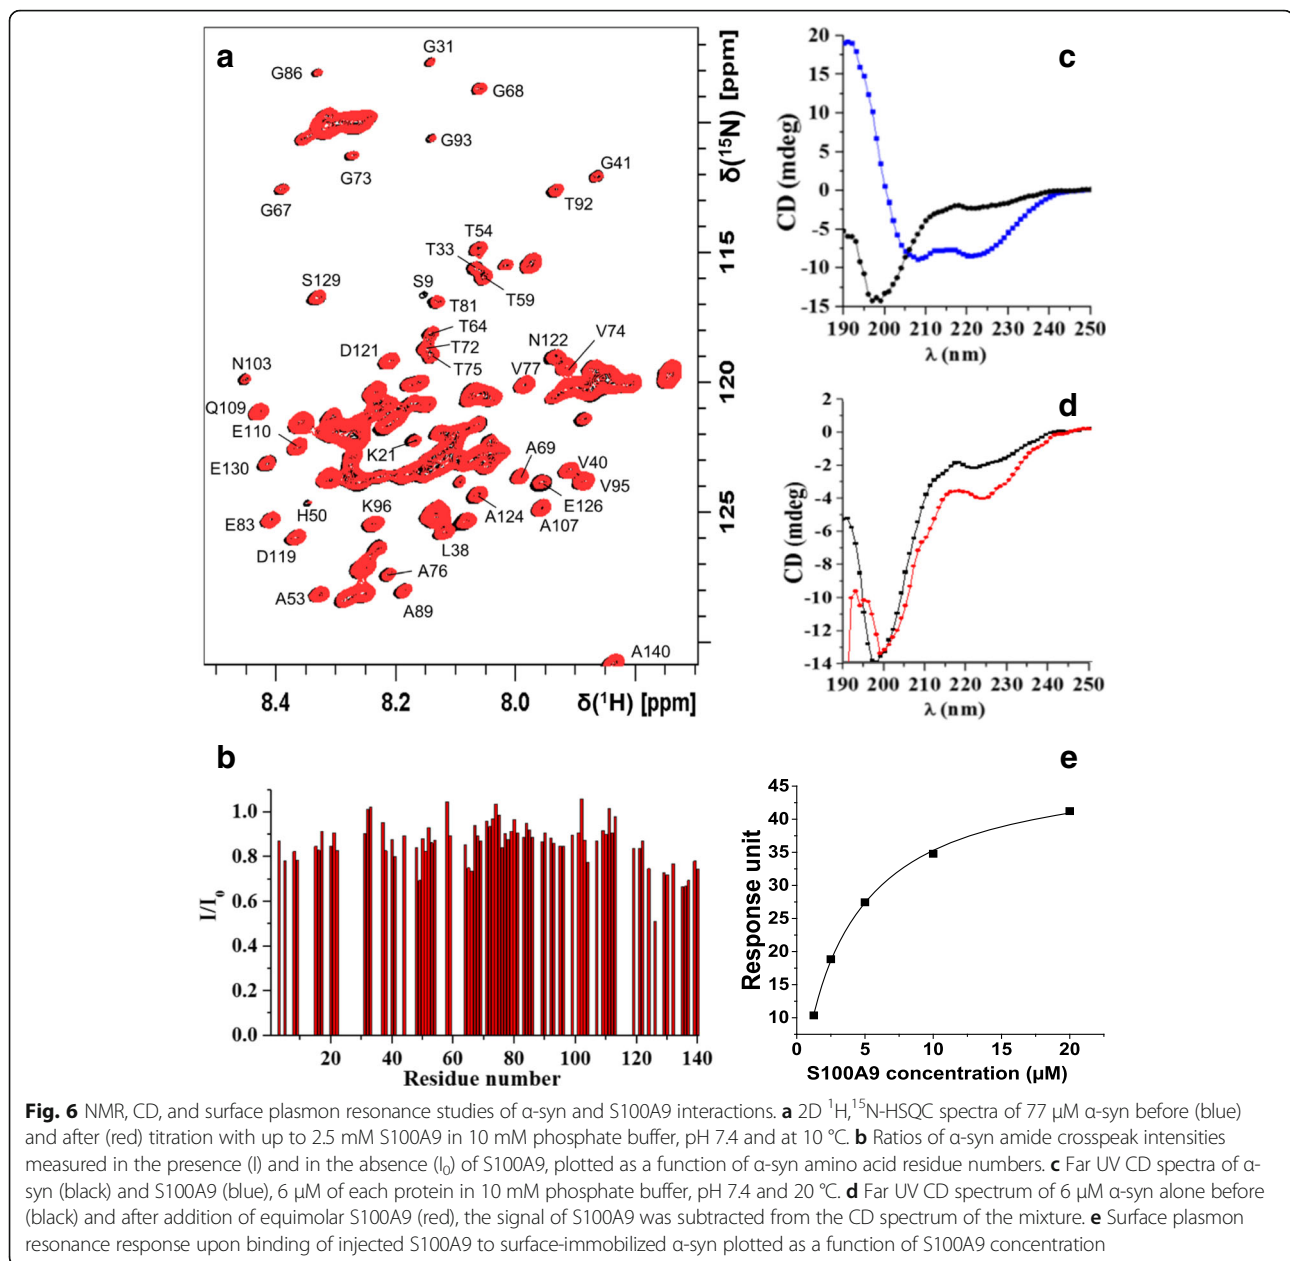 a
G31
G86
G68
G93
G73
G41
G67
T92
T54
T33
S129
S9
T59
T81
T64
V74
N122
D121
T72
T75
N103
V77
Q109
E110
K21
A69
V40
E130
V95
E126
H50
K96
A124
A107
E83
D119
L38
A76
A53
A89
A140
115
120
125
δ(¹⁵N) [ppm]
8.4 8.2 8.0 δ(¹H) [ppm]
c
20
15
10
5
0
-5
-10
-15
CD (mdeg)
190 200 210 220 230 240 250
λ (nm)
d
0
-2
-4
-6
-8
-10
-12
-14
CD (mdeg)
190 200 210 220 230 240 250
λ (nm)
b
1.0
0.8
0.6
0.4
0.2
0.0
I/I₀
20 40 60 80 100 120 140
Residue number
e
45
40
35
30
25
20
15
10
Response unit
0 5 10 15 20
S100A9 concentration (µM)
Fig. 6 NMR, CD, and surface plasmon resonance studies of α-syn and S100A9 interactions. a 2D ¹H,¹⁵N-HSQC spectra of 77 µM α-syn before (blue)
and after (red) titration with up to 2.5 mM S100A9 in 10 mM phosphate buffer, pH 7.4 and at 10 °C. b Ratios of α-syn amide crosspeak intensities
measured in the presence (I) and in the absence (I₀) of S100A9, plotted as a function of α-syn amino acid residue numbers. c Far UV CD spectra of α-
syn (black) and S100A9 (blue), 6 µM of each protein in 10 mM phosphate buffer, pH 7.4 and 20 °C. d Far UV CD spectrum of 6 µM α-syn alone before
(black) and after addition of equimolar S100A9 (red), the signal of S100A9 was subtracted from the CD spectrum of the mixture. e Surface plasmon
resonance response upon binding of injected S100A9 to surface-immobilized α-syn plotted as a function of S100A9 concentration